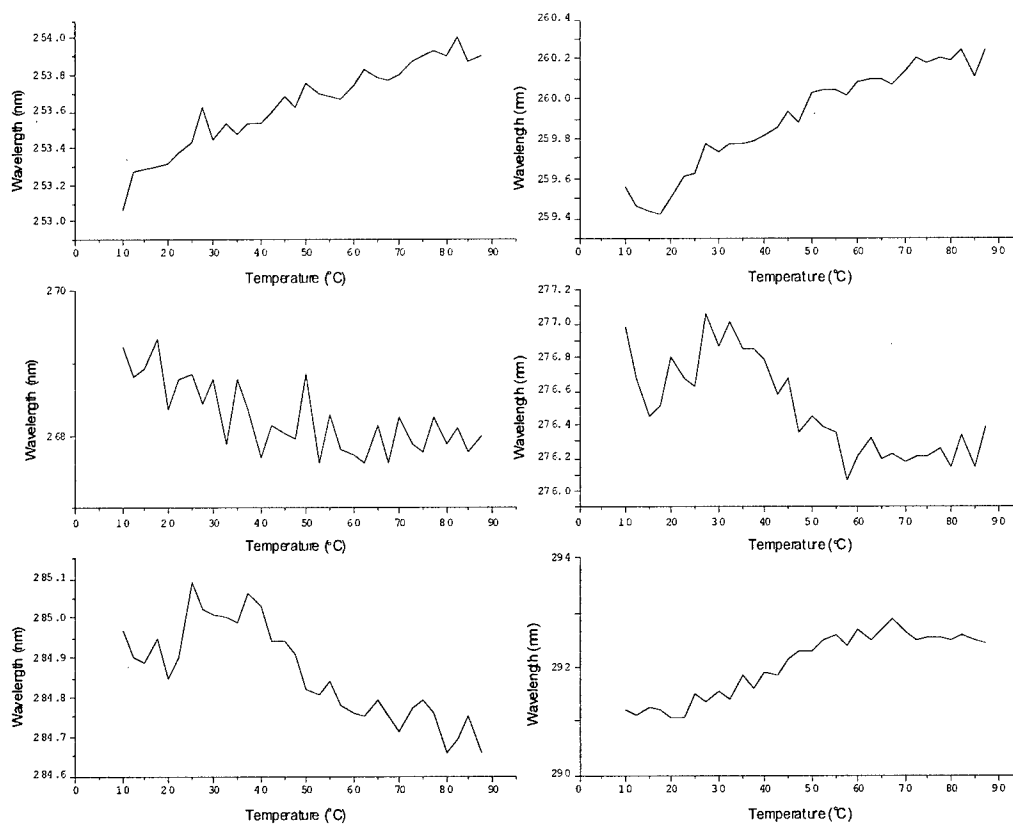 254.0
253.8
253.6
253.4
253.1
253.0
Wavelength (nm)
0 10 20 30 40 50 60 70 80 90
Temperature (°C)
260.4
260.2
260.0
259.8
259.6
259.4
Wavelength (nm)
0 10 20 30 40 50 60 70 80 90
Temperature (°C)
270
268
Wavelength (nm)
0 10 20 30 40 50 60 70 80 90
Temperature (°C)
277.2
277.0
276.8
276.6
276.4
276.2
276.0
Wavelength (nm)
0 10 20 30 40 50 60 70 80 90
Temperature (°C)
285.1
285.0
284.9
284.8
284.7
284.6
Wavelength (nm)
0 10 20 30 40 50 60 70 80 90
Temperature (°C)
294
292
290
Wavelength (nm)
0 10 20 30 40 50 60 70 80 90
Temperature (°C)